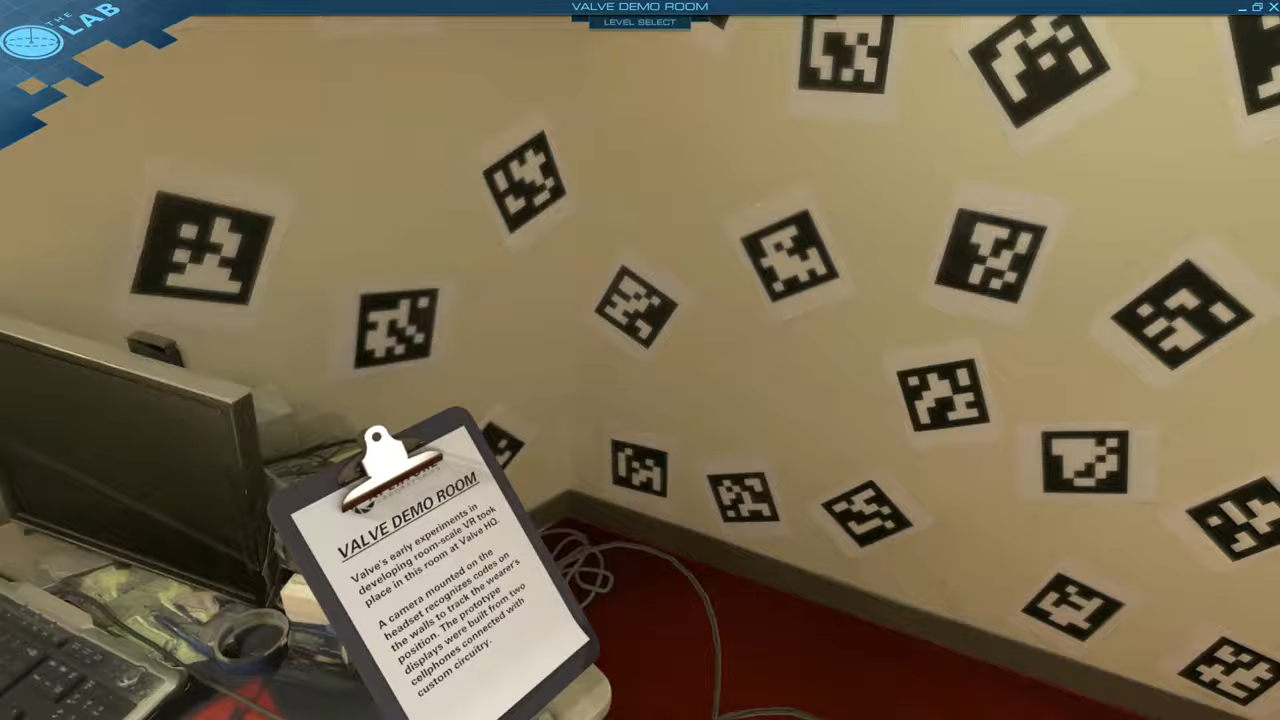 THE
LAB
VALVE DEMO ROOM
LEVEL SELECT
VALVE DEMO ROOM
Valve's early experiments in
developing room-scale VR took
place in this room at Valve HQ.
A camera mounted on the
headset recognizes codes on
the walls to track the wearer's
position. The prototype
displays were built from two
cellphones connected with
custom circuitry.